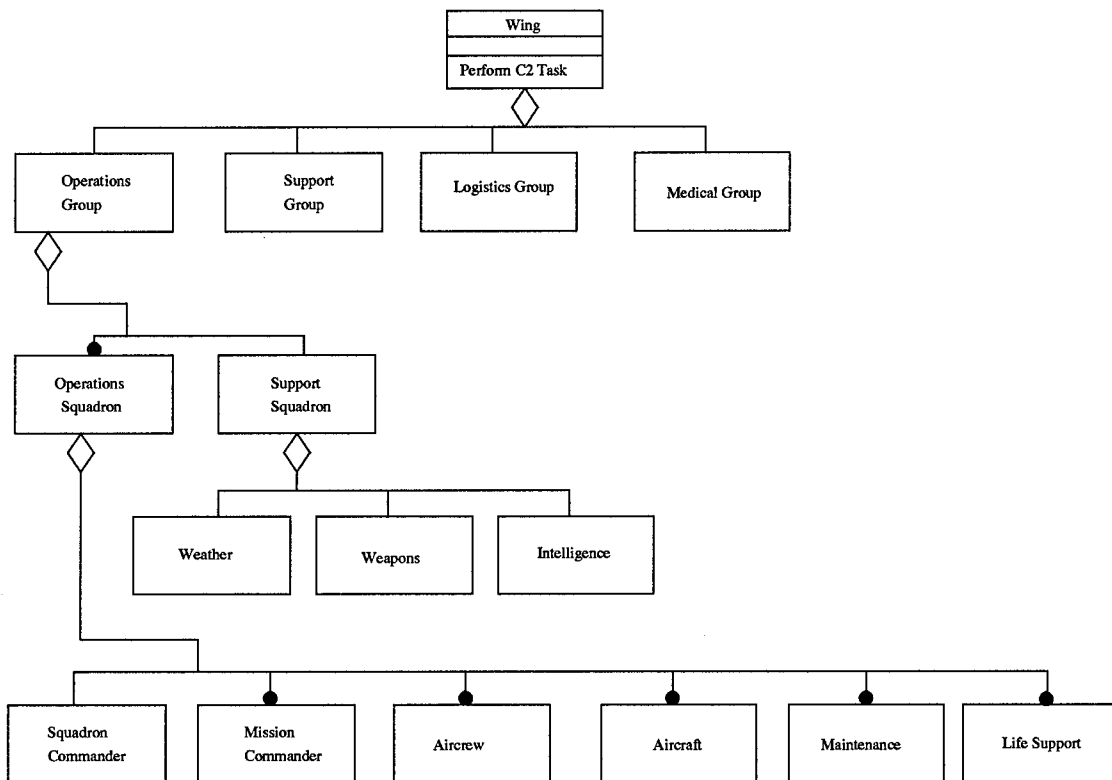 Wing
Perform C2 Task
Operations
Group
Support
Group
Logistics Group
Medical Group
Operations
Squadron
Support
Squadron
Weather
Weapons
Intelligence
Squadron
Commander
Mission
Commander
Aircrew
Aircraft
Maintenance
Life Support